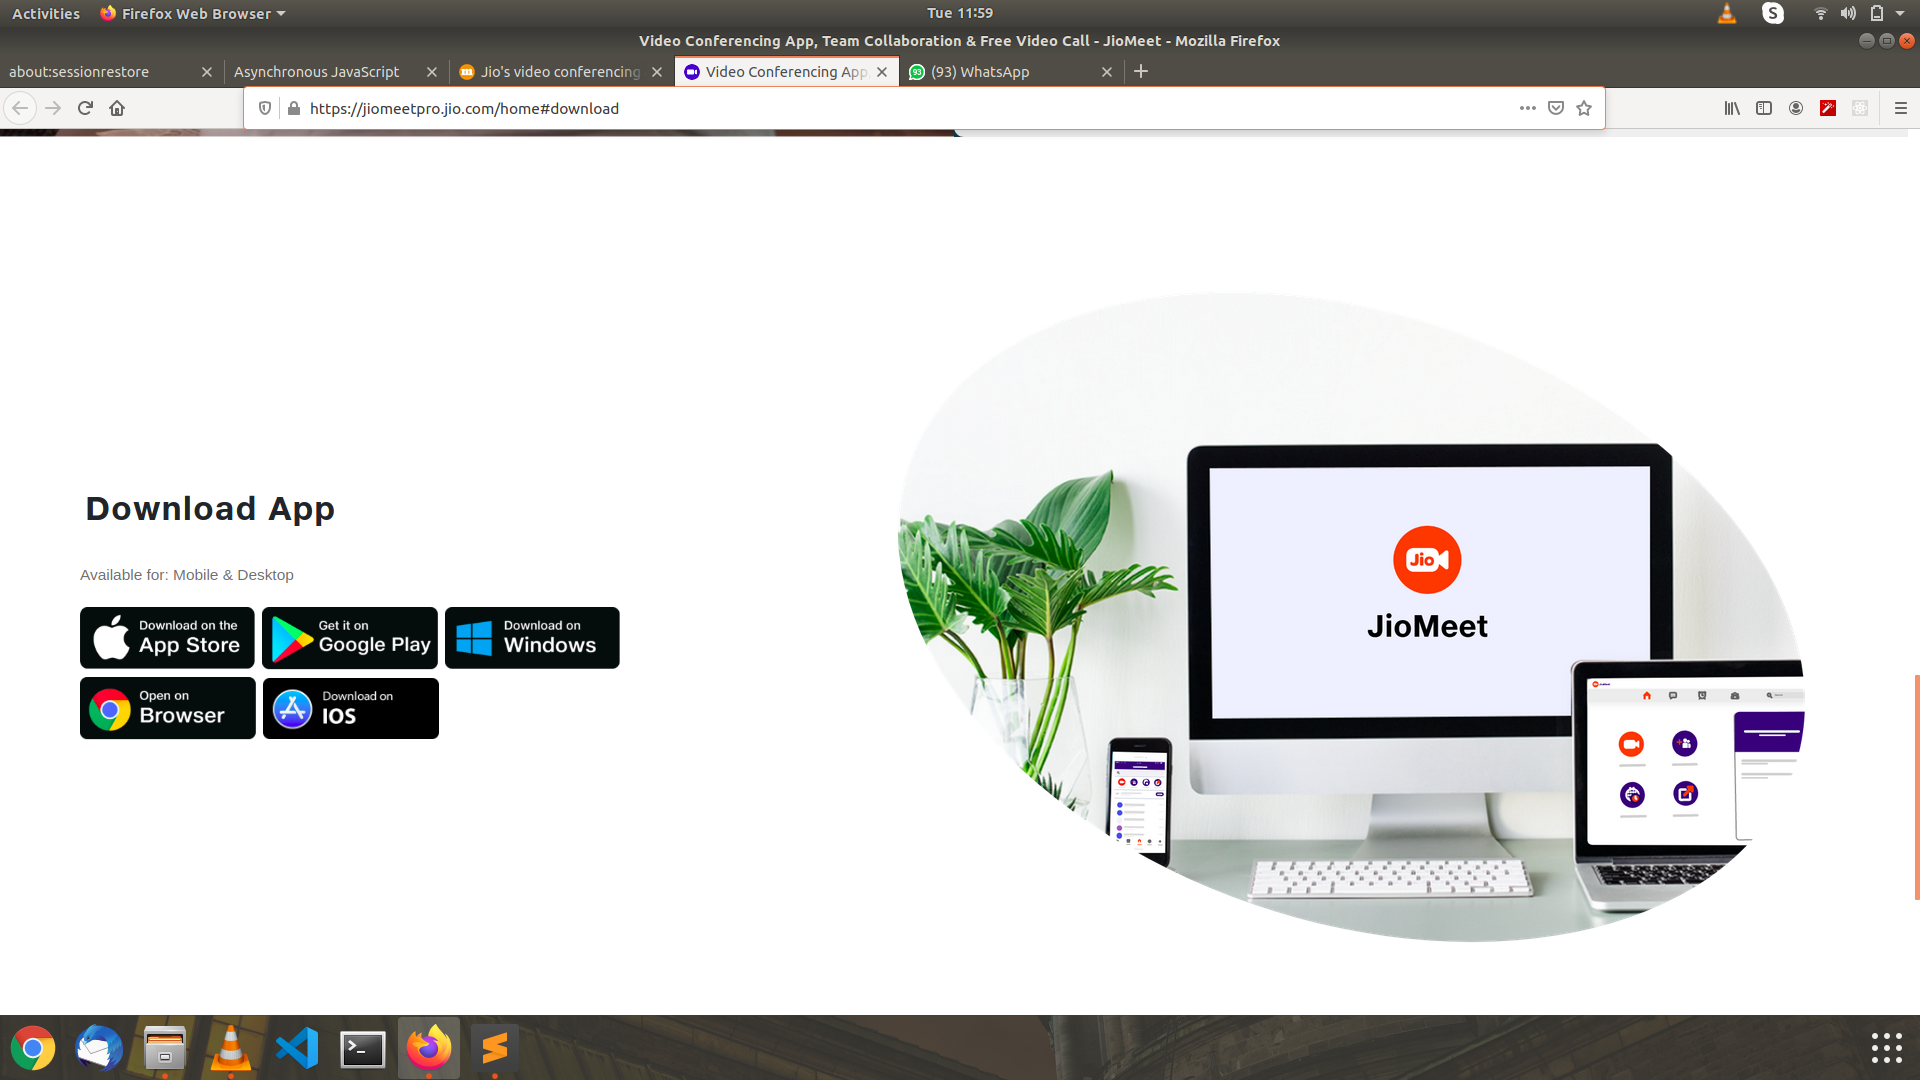 Activities
Firefox Web Browser
Tue 11:59
Video Conferencing App, Team Collaboration & Free Video Call - JioMeet - Mozilla Firefox
about:sessionrestore
Asynchronous JavaScript
Jio's video conferencing
Video Conferencing App,
(93) WhatsApp
https://jiomeetpro.jio.com/home#download
Download App
Available for: Mobile & Desktop
Download on the
App Store
Get it on
Google Play
Download on
Windows
Open on
Browser
Download on
IOS
Jio
JioMeet